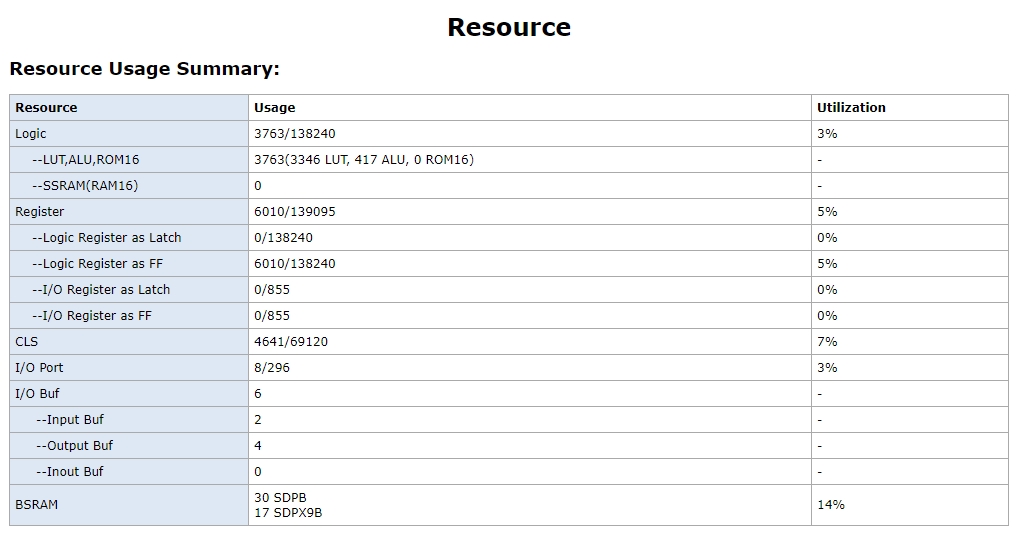 Resource
Resource Usage Summary:
Resource Usage Utilization
Logic 3763/138240 3%
--LUT,ALU,ROM16 3763(3346 LUT, 417 ALU, 0 ROM16) -
--SSRAM(RAM16) 0 -
Register 6010/139095 5%
--Logic Register as Latch 0/138240 0%
--Logic Register as FF 6010/138240 5%
--I/O Register as Latch 0/855 0%
--I/O Register as FF 0/855 0%
CLS 4641/69120 7%
I/O Port 8/296 3%
I/O Buf 6 -
--Input Buf 2 -
--Output Buf 4 -
--Inout Buf 0 -
BSRAM 30 SDPB
17 SDPX9B 14%